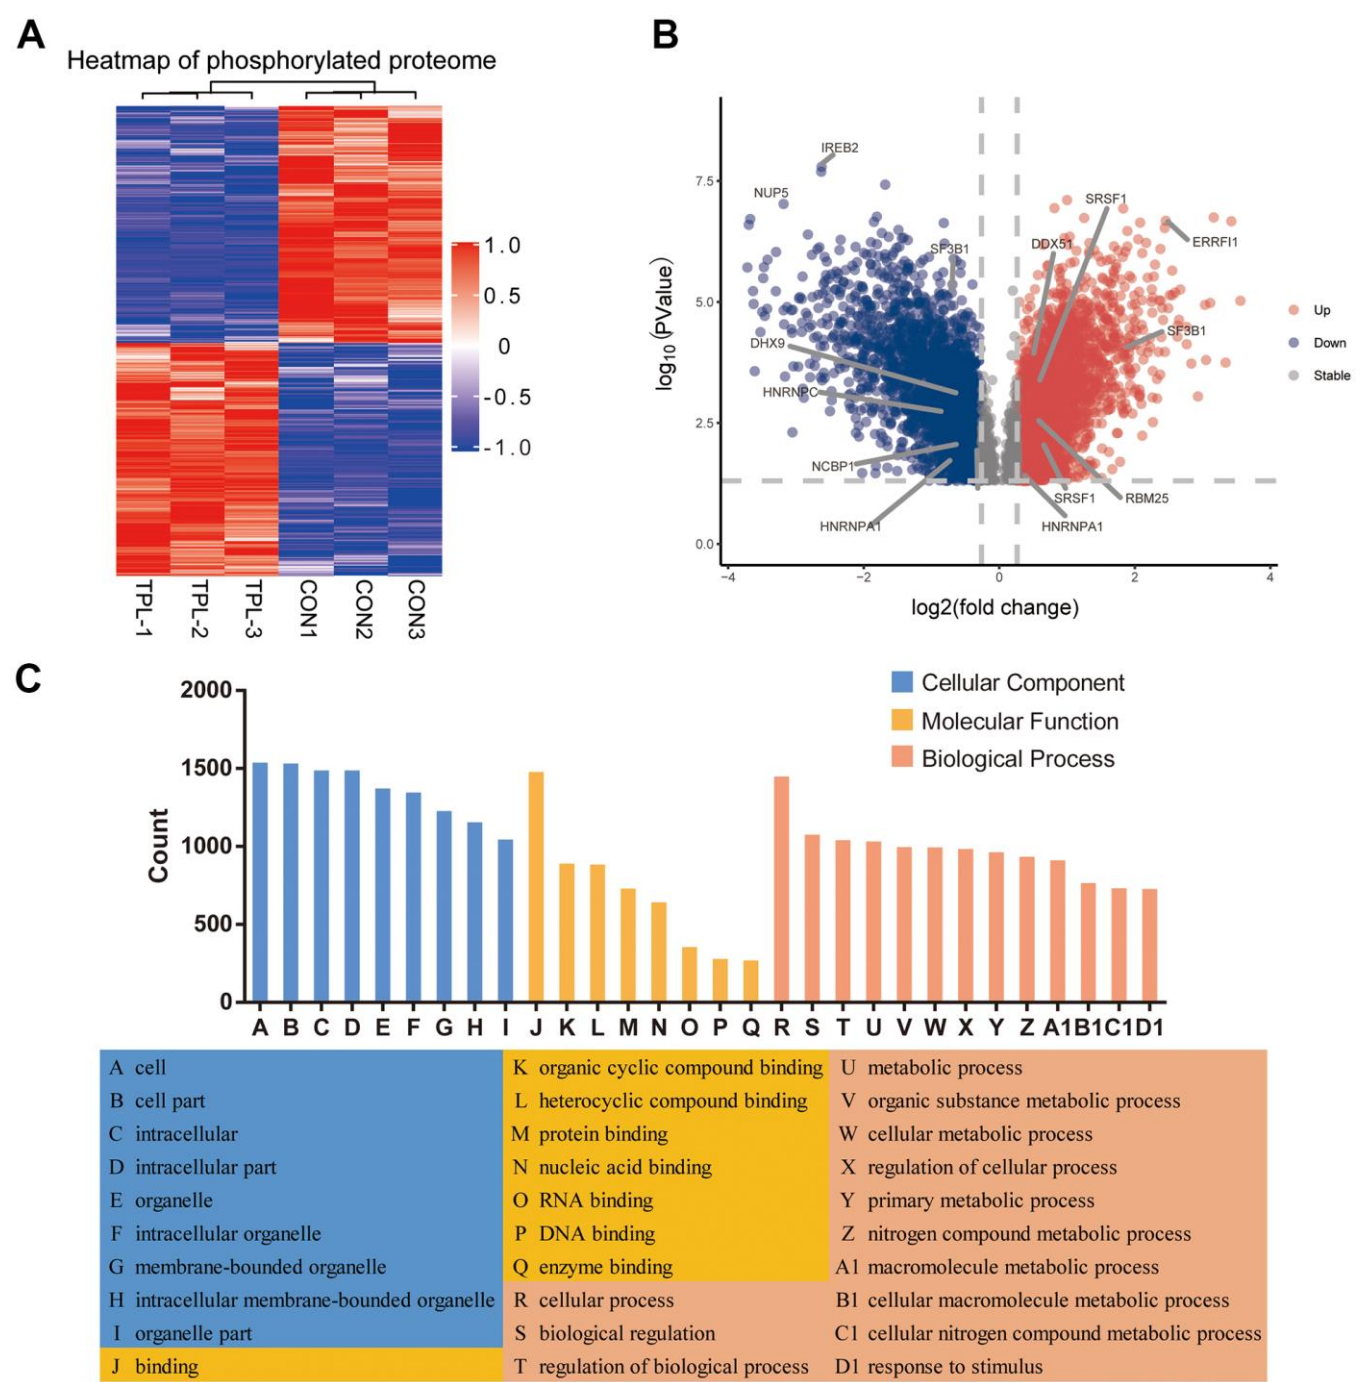 A
Heatmap of phosphorylated proteome
1.0
0.5
0
-0.5
-1.0
TPL-1
TPL-2
TPL-3
CON1
CON2
CON3
B
log10 (PValue)
7.5
5.0
2.5
0.0
−4
−2
0
2
4
log2(fold change)
IREB2
NUP5
SF3B1
DHX9
HNRNPC
NCBP1
HNRNPA1
SRSF1
DDX51
ERRFI1
SF3B1
SRSF1
RBM25
HNRNPA1
Up
Down
Stable
C
Count
2000
1500
1000
500
0
Cellular Component
Molecular Function
Biological Process
A B C D E F G H I J K L M N O P Q R S T U V W X Y Z A1 B1 C1 D1
A cell
B cell part
C intracellular
D intracellular part
E organelle
F intracellular organelle
G membrane-bounded organelle
H intracellular membrane-bounded organelle
I organelle part
J binding
K organic cyclic compound binding
L heterocyclic compound binding
M protein binding
N nucleic acid binding
O RNA binding
P DNA binding
Q enzyme binding
R cellular process
S biological regulation
T regulation of biological process
U metabolic process
V organic substance metabolic process
W cellular metabolic process
X regulation of cellular process
Y primary metabolic process
Z nitrogen compound metabolic process
A1 macromolecule metabolic process
B1 cellular macromolecule metabolic process
C1 cellular nitrogen compound metabolic process
D1 response to stimulus